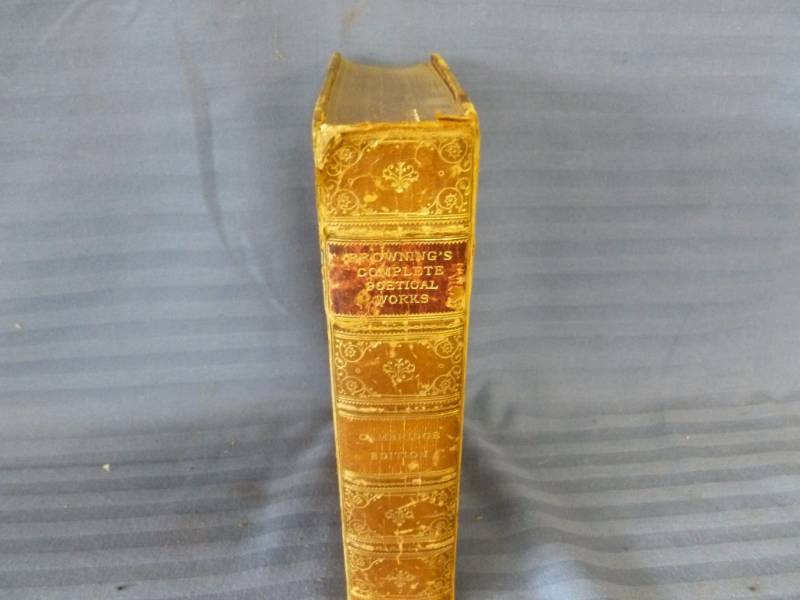 BROWNING'S
COMPLETE
POETICAL
WORKS
CAMBRIDGE
EDITION